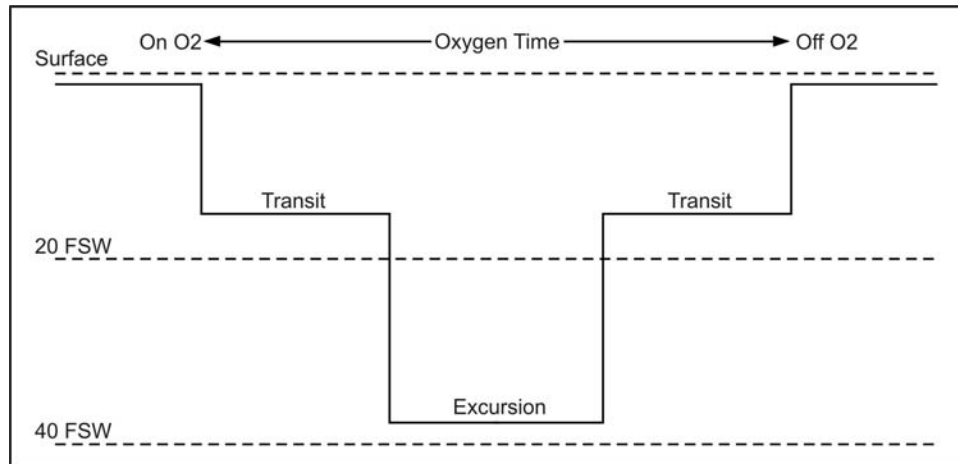 On O2 Oxygen Time Off O2
Surface
Transit Transit
20 FSW
Excursion
40 FSW